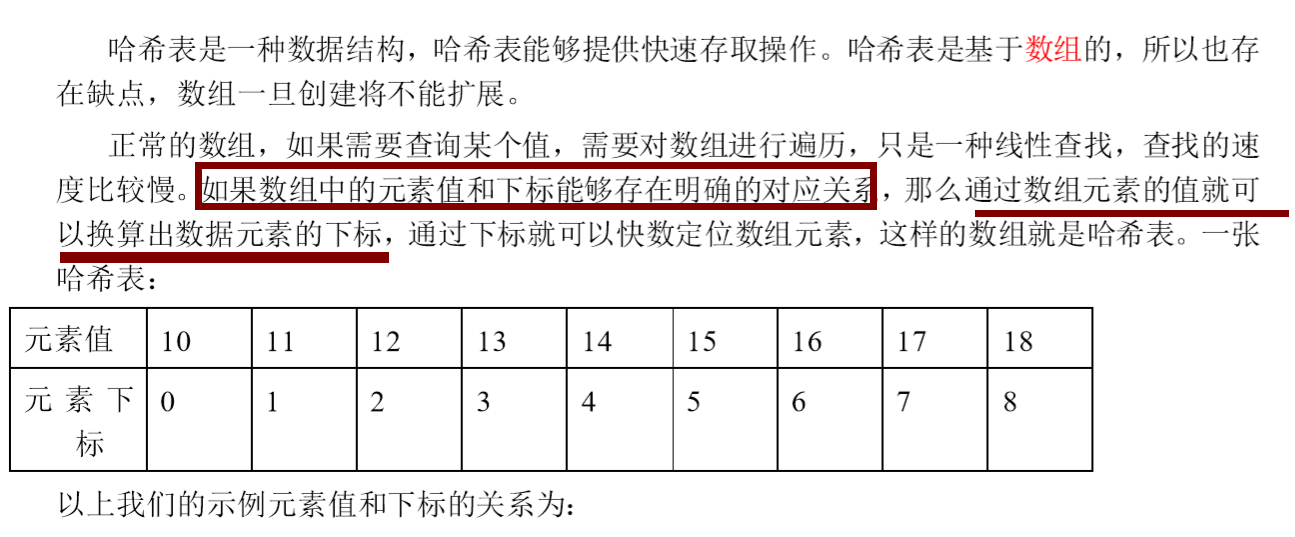 哈希表是一种数据结构，哈希表能够提供快速存取操作。哈希表是基于数组的，所以也存
在缺点，数组一旦创建将不能扩展。
正常的数组，如果需要查询某个值，需要对数组进行遍历，只是一种线性查找，查找的速
度比较慢。如果数组中的元素值和下标能够存在明确的对应关系，那么通过数组元素的值就可
以换算出数据元素的下标，通过下标就可以快数定位数组元素，这样的数组就是哈希表。一张
哈希表：
元素值 10 11 12 13 14 15 16 17 18
元素下 0 1 2 3 4 5 6 7 8
标
以上我们的示例元素值和下标的关系为：